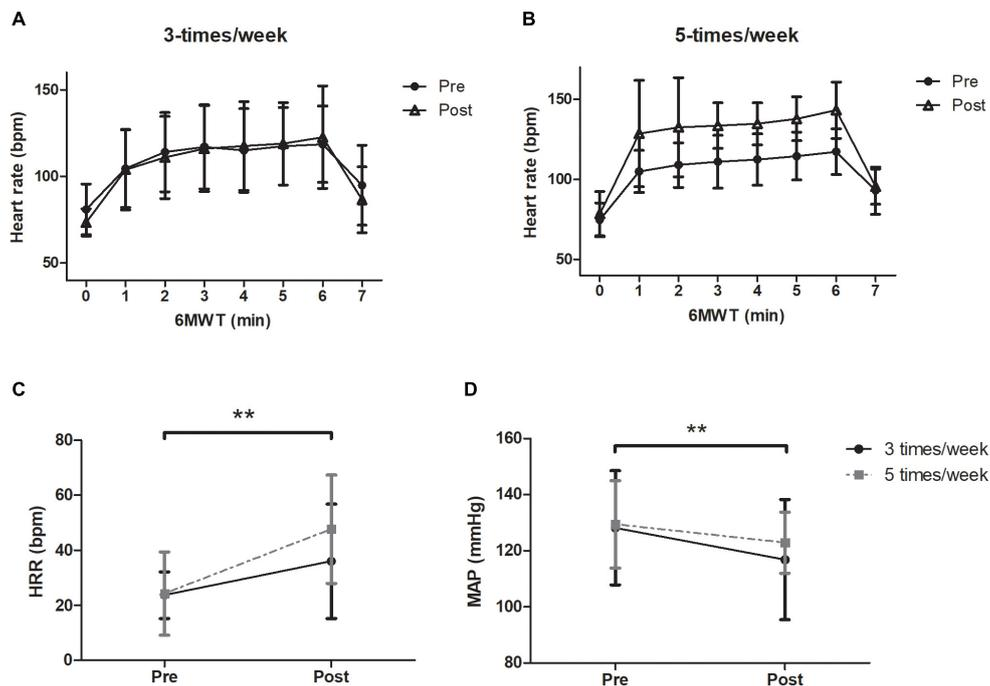 A
3-times/week
Heart rate (bpm)
150
100
50
0 1 2 3 4 5 6 7
6MWT (min)
Pre
Post
B
5-times/week
Heart rate (bpm)
150
100
50
0 1 2 3 4 5 6 7
6MWT (min)
Pre
Post
C
**
HRR (bpm)
80
60
40
20
0
Pre Post
D
**
MAP (mmHg)
160
140
120
100
80
Pre Post
3 times/week
5 times/week